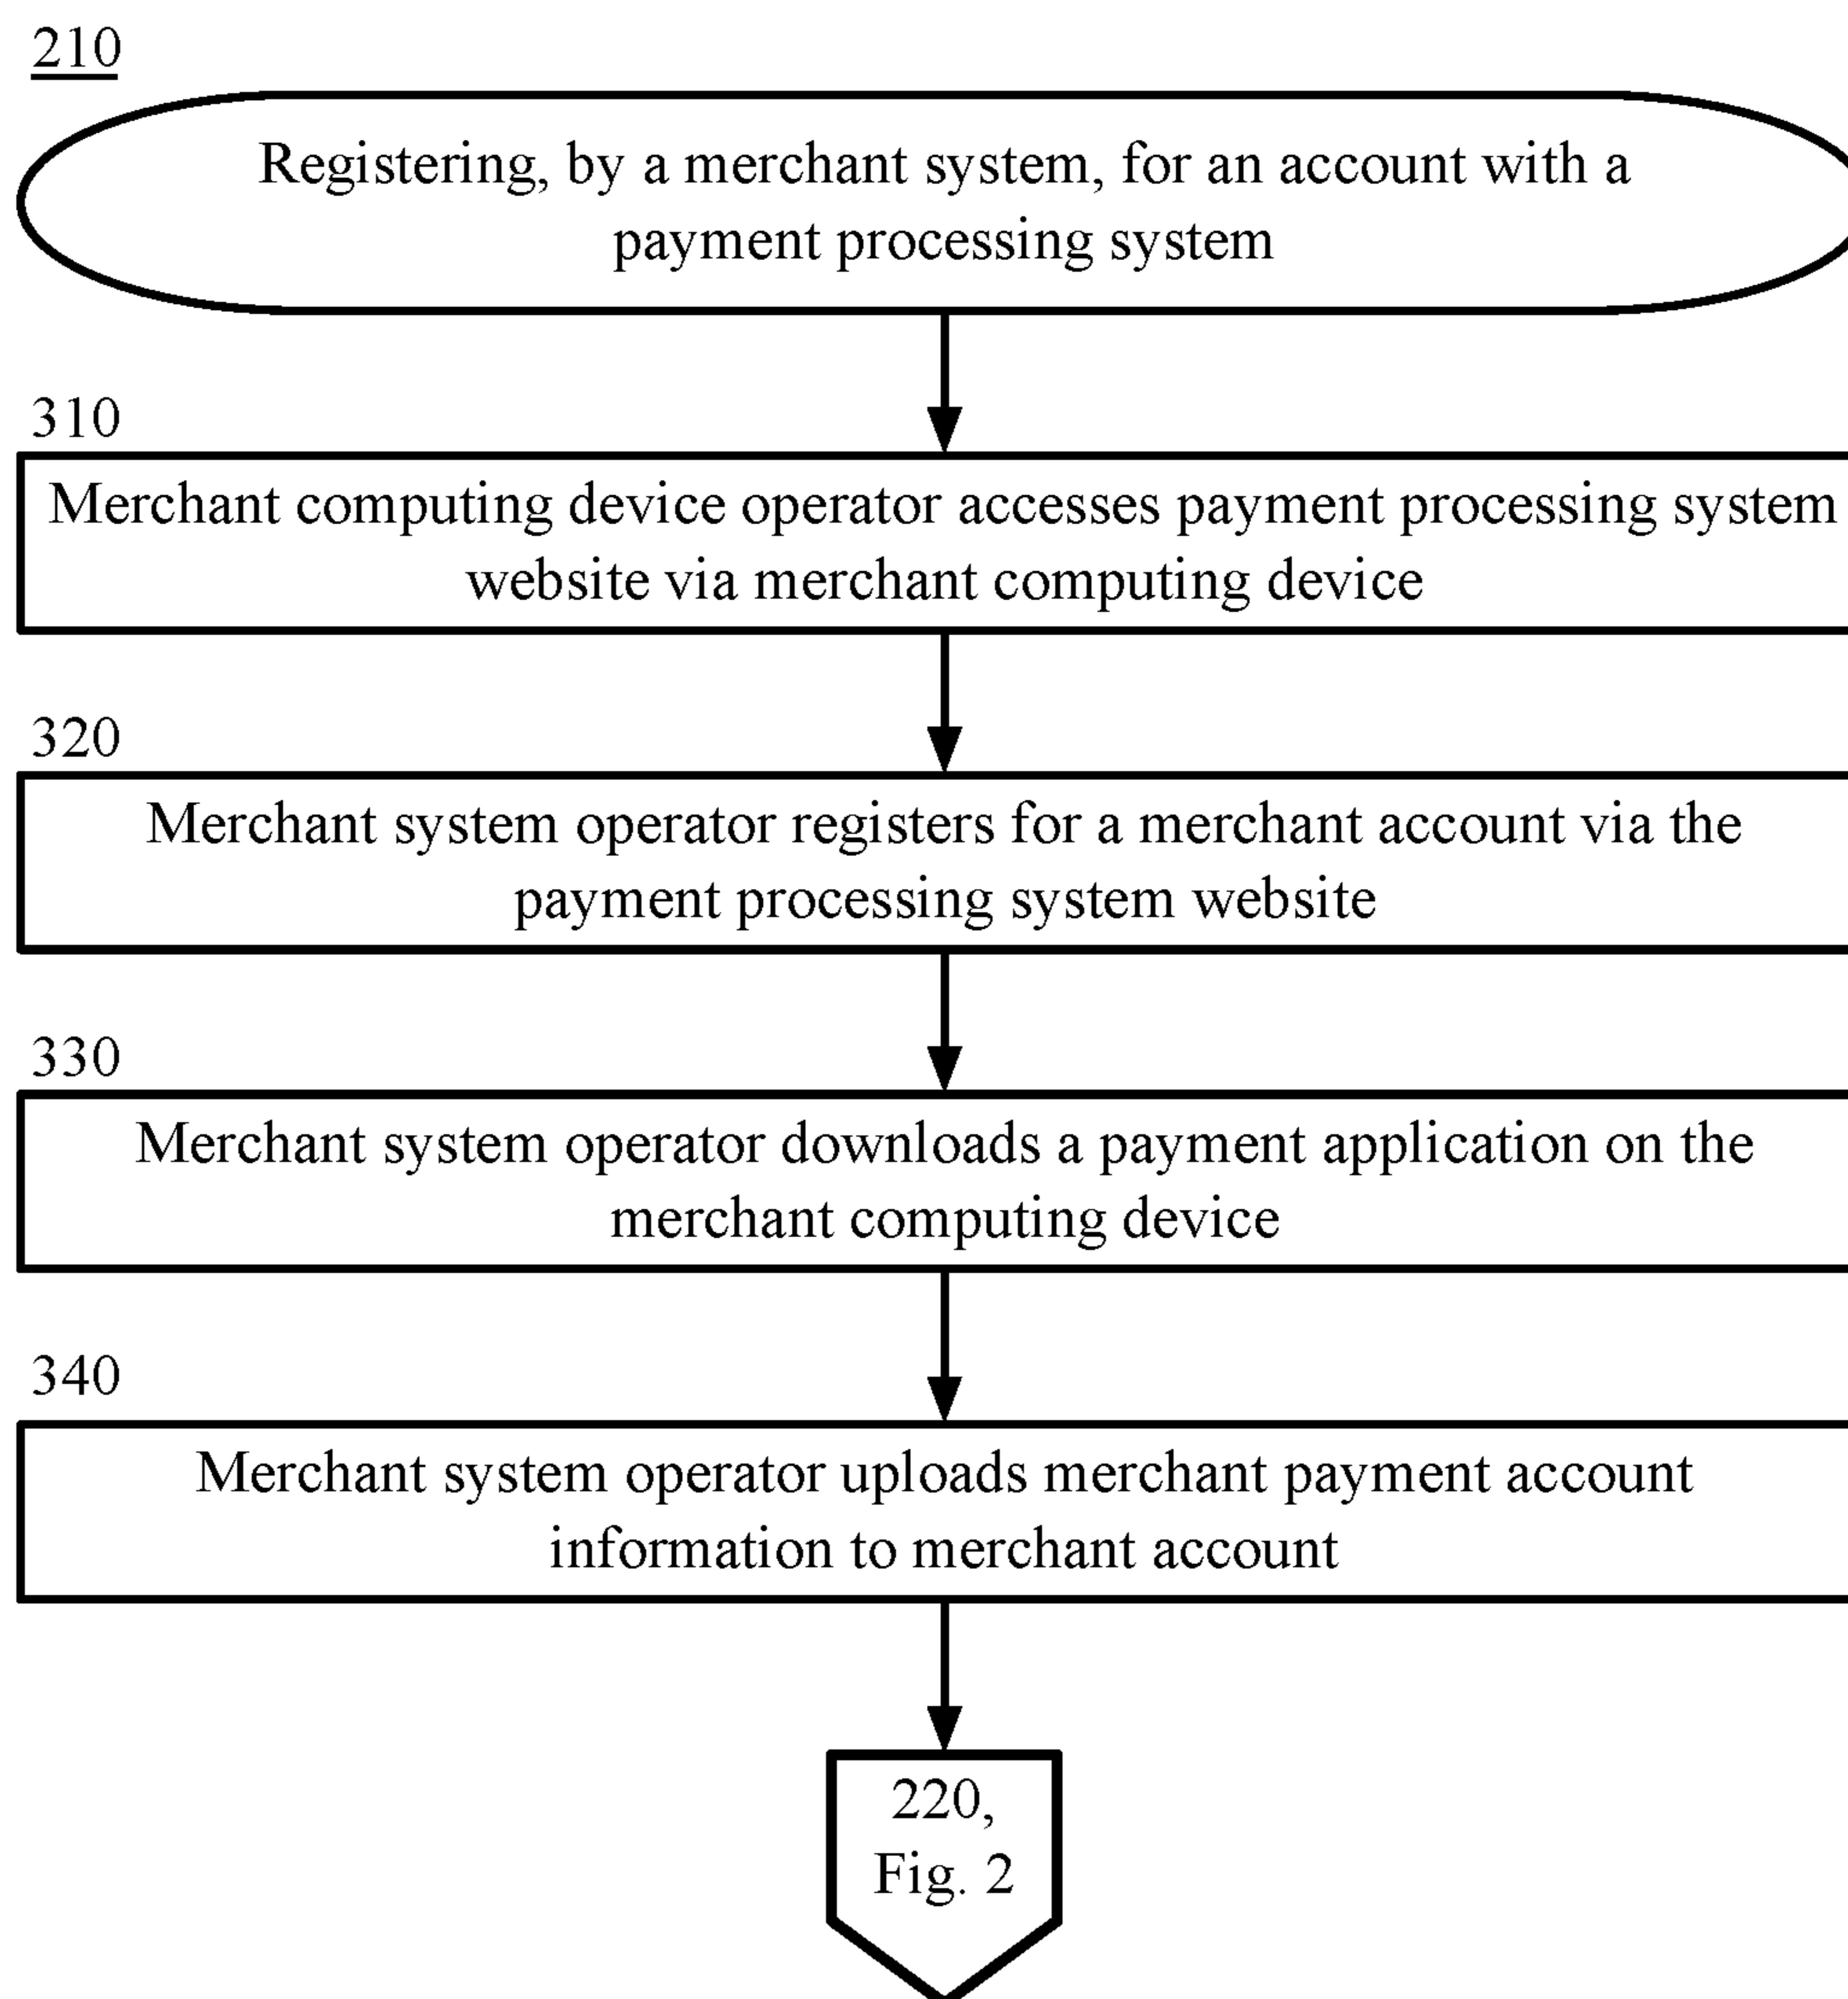 210
Registering, by a merchant system, for an account with a
payment processing system
310
Merchant computing device operator accesses payment processing system
website via merchant computing device
320
Merchant system operator registers for a merchant account via the
payment processing system website
330
Merchant system operator downloads a payment application on the
merchant computing device
340
Merchant system operator uploads merchant payment account
information to merchant account
220,
Fig. 2